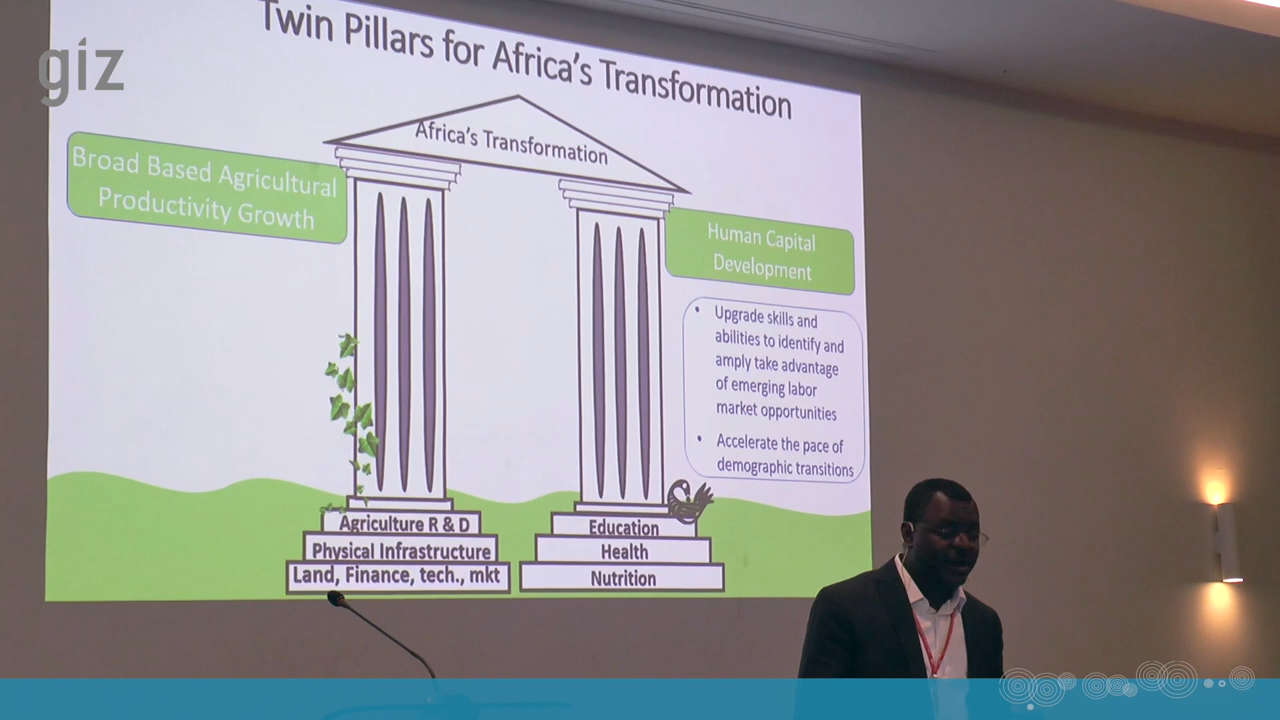 giz
Twin Pillars for Africa's Transformation
Africa's Transformation
Broad Based Agricultural
Productivity Growth
Human Capital
Development
• Upgrade skills and
abilities to identify and
amply take advantage
of emerging labor
market opportunities
• Accelerate the pace of
demographic transitions
Agriculture R & D
Physical Infrastructure
Land, Finance, tech., mkt
Education
Health
Nutrition